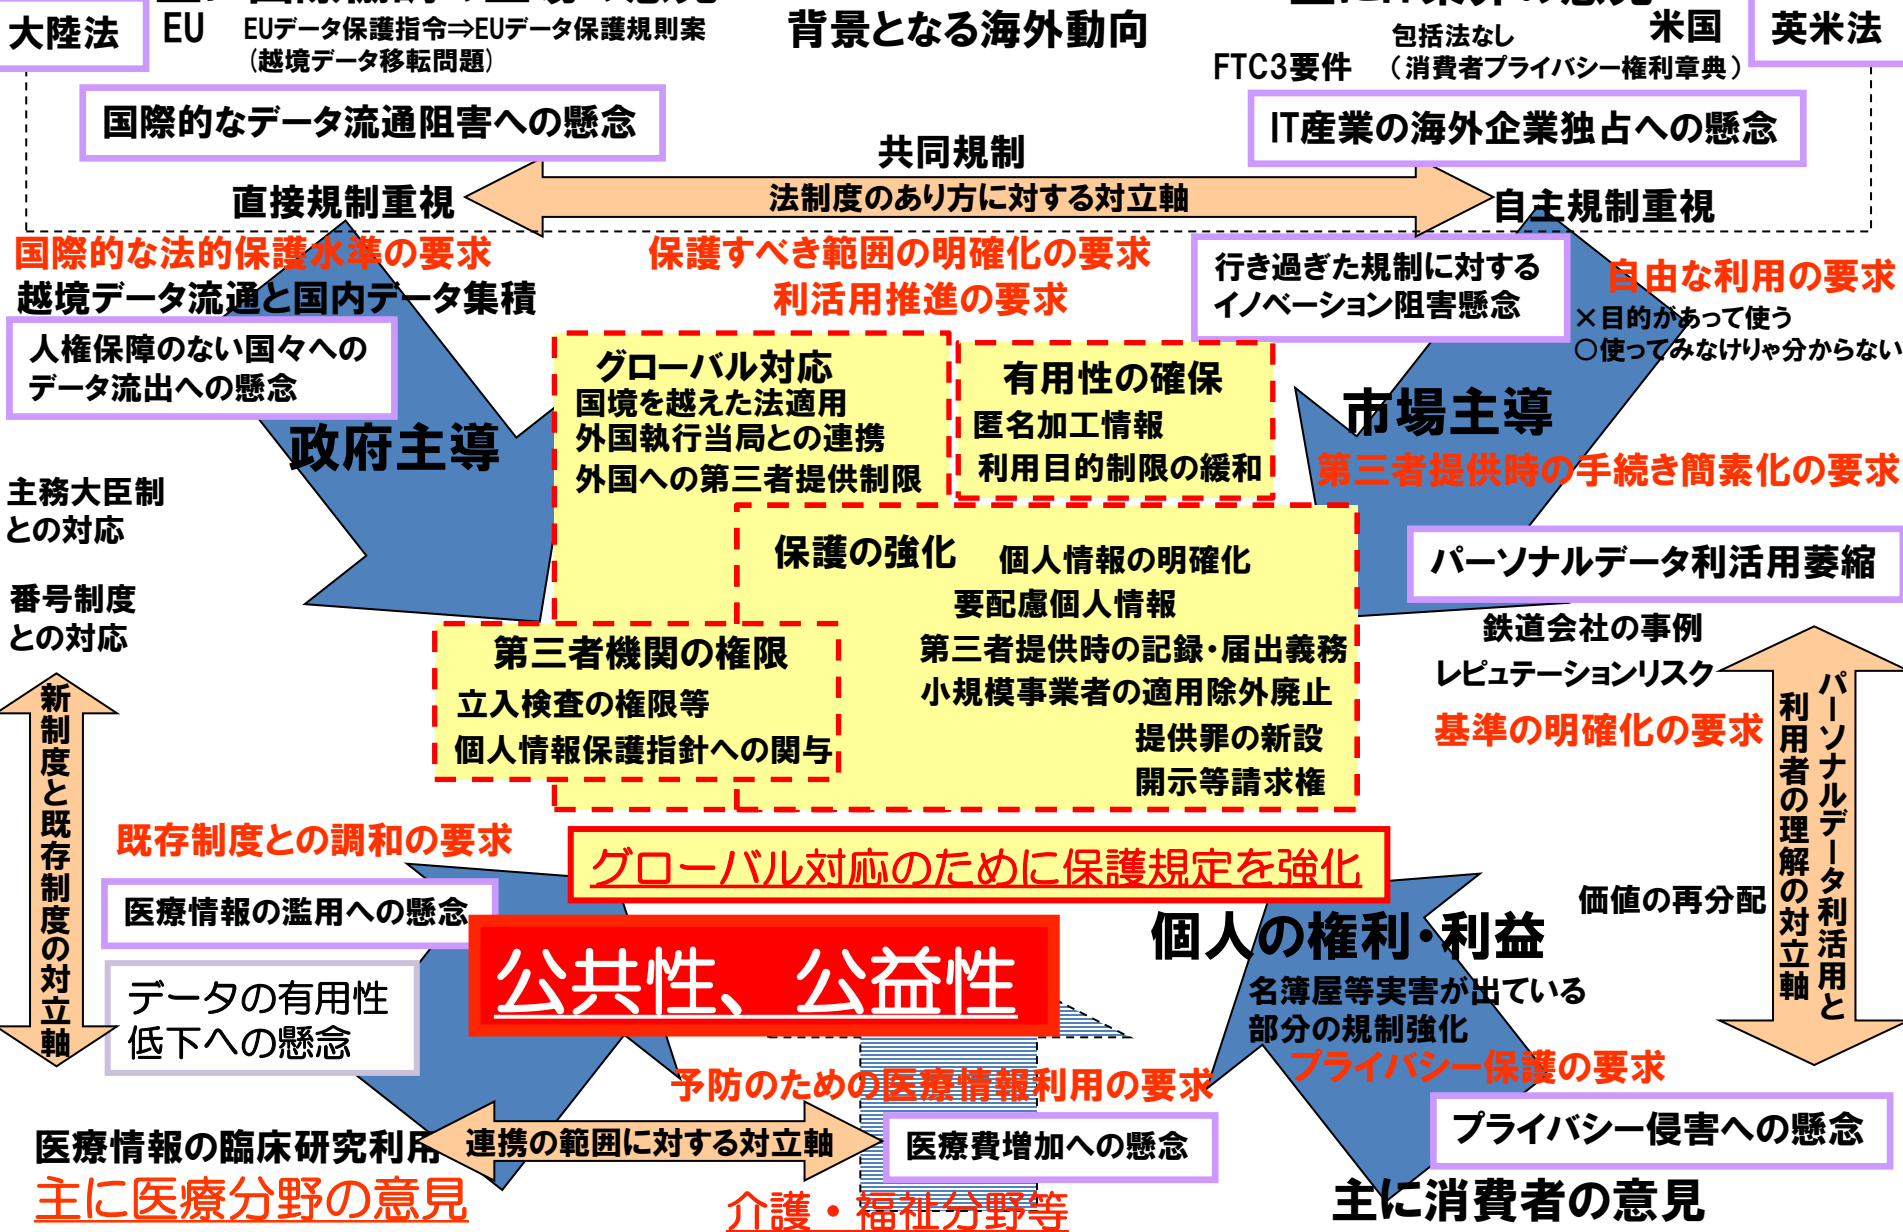 大陸法
EU
EUデータ保護指令⇒EUデータ保護規則案
(越境データ移転問題)
背景となる海外動向
包括法なし
米国
FTC3要件
（消費者プライバシー権利章典）
英米法
国際的なデータ流通阻害への懸念
IT産業の海外企業独占への懸念
共同規制
直接規制重視
法制度のあり方に対する対立軸
自主規制重視
国際的な法的保護水準の要求
越境データ流通と国内データ集積
人権保障のない国々への
データ流出への懸念
保護すべき範囲の明確化の要求
利活用推進の要求
行き過ぎた規制に対する
イノベーション阻害懸念
自由な利用の要求
×目的があって使う
○使ってみなけりゃ分からない
政府主導
グローバル対応
国境を越えた法適用
外国執行当局との連携
外国への第三者提供制限
有用性の確保
匿名加工情報
利用目的制限の緩和
市場主導
第三者提供時の手続き簡素化の要求
主務大臣制
との対応
番号制度
との対応
保護の強化
個人情報の明確化
要配慮個人情報
第三者提供時の記録・届出義務
小規模事業者の適用除外廃止
提供罪の新設
開示等請求権
第三者機関の権限
立入検査の権限等
個人情報保護指針への関与
パーソナルデータ利活用萎縮
鉄道会社の事例
レピュテーションリスク
基準の明確化の要求
新制度と既存制度の対立軸
パーソナルデータ利活用と
利用者の理解の対立軸
既存制度との調和の要求
グローバル対応のために保護規定を強化
医療情報の濫用への懸念
データの有用性
低下への懸念
公共性、公益性
個人の権利・利益
価値の再分配
名簿屋等実害が出ている
部分の規制強化
プライバシー保護の要求
予防のための医療情報利用の要求
プライバシー侵害への懸念
医療情報の臨床研究利用
連携の範囲に対する対立軸
医療費増加への懸念
主に医療分野の意見
介護・福祉分野等
主に消費者の意見